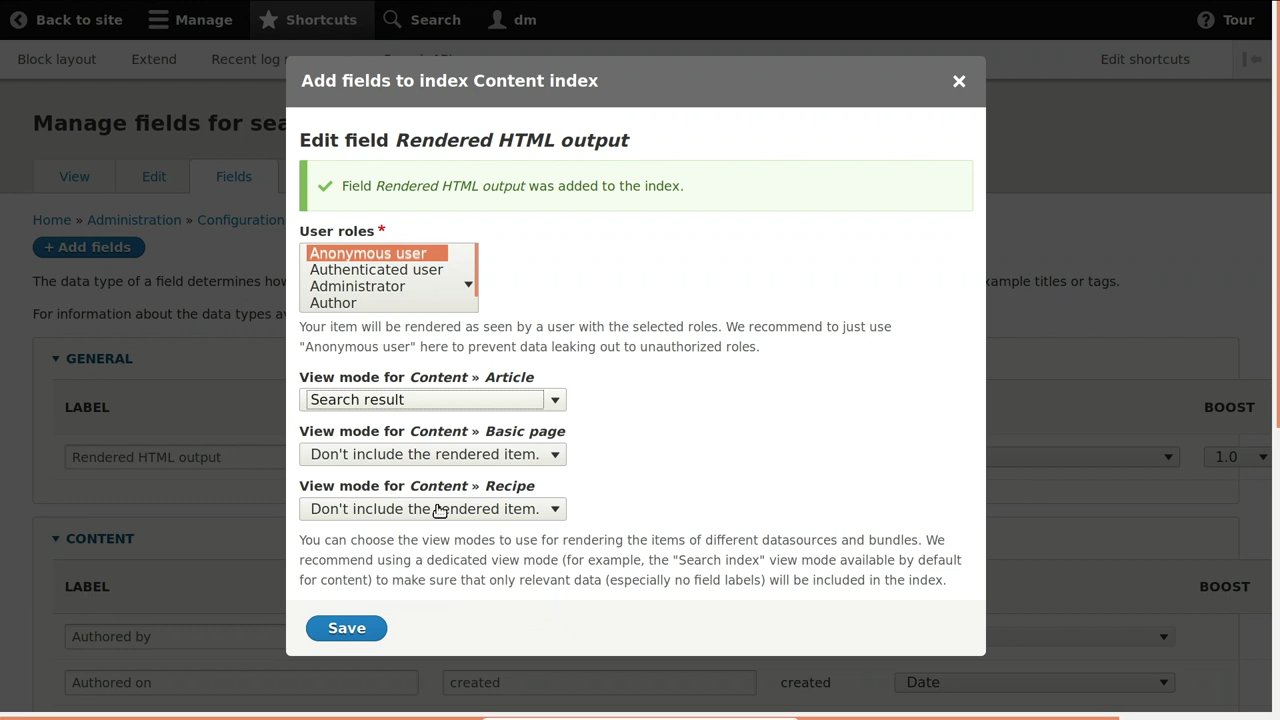 Back to site
Manage
Shortcuts
Search
dm
Tour
Block layout
Extend
Recent log
Edit shortcuts
Add fields to index Content index
Manage fields for sea
View
Edit
Fields
Home » Administration » Configuration
+ Add fields
The data type of a field determines how
xample titles or tags.
For information about the data types av
GENERAL
LABEL
BOOST
Rendered HTML output
1.0
CONTENT
LABEL
BOOST
Authored by
Authored on
created
created
Date
Edit field Rendered HTML output
Field Rendered HTML output was added to the index.
User roles *
Anonymous user
Authenticated user
Administrator
Author
Your item will be rendered as seen by a user with the selected roles. We recommend to just use
"Anonymous user" here to prevent data leaking out to unauthorized roles.
View mode for Content » Article
Search result
View mode for Content » Basic page
Don't include the rendered item.
View mode for Content » Recipe
Don't include the rendered item.
You can choose the view modes to use for rendering the items of different datasources and bundles. We
recommend using a dedicated view mode (for example, the "Search index" view mode available by default
for content) to make sure that only relevant data (especially no field labels) will be included in the index.
Save